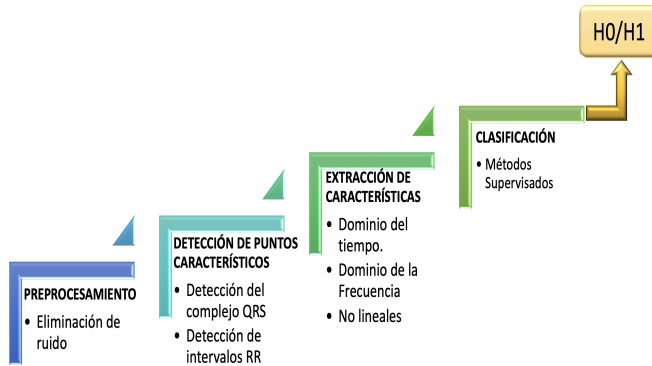 PREPROCESAMIENTO
• Eliminación de
ruido
DETECCIÓN DE PUNTOS
CARACTERÍSTICOS
• Detección del
complejo QRS
• Detección de
intervalos RR
EXTRACCIÓN DE
CARACTERÍSTICAS
• Dominio del
tiempo.
• Dominio de la
Frecuencia
• No lineales
CLASIFICACIÓN
• Métodos
Supervisados
H0/H1